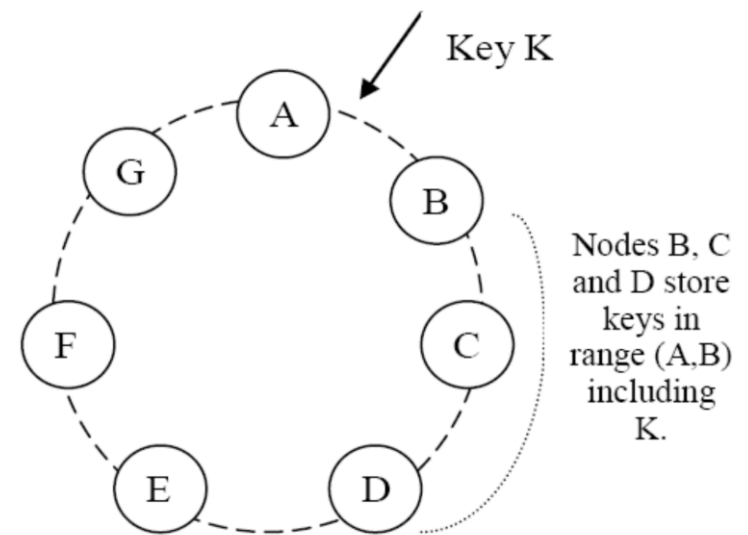 Key K
A
G
B
Nodes B, C
and D store
keys in
range (A,B)
including
K.
F
C
E
D